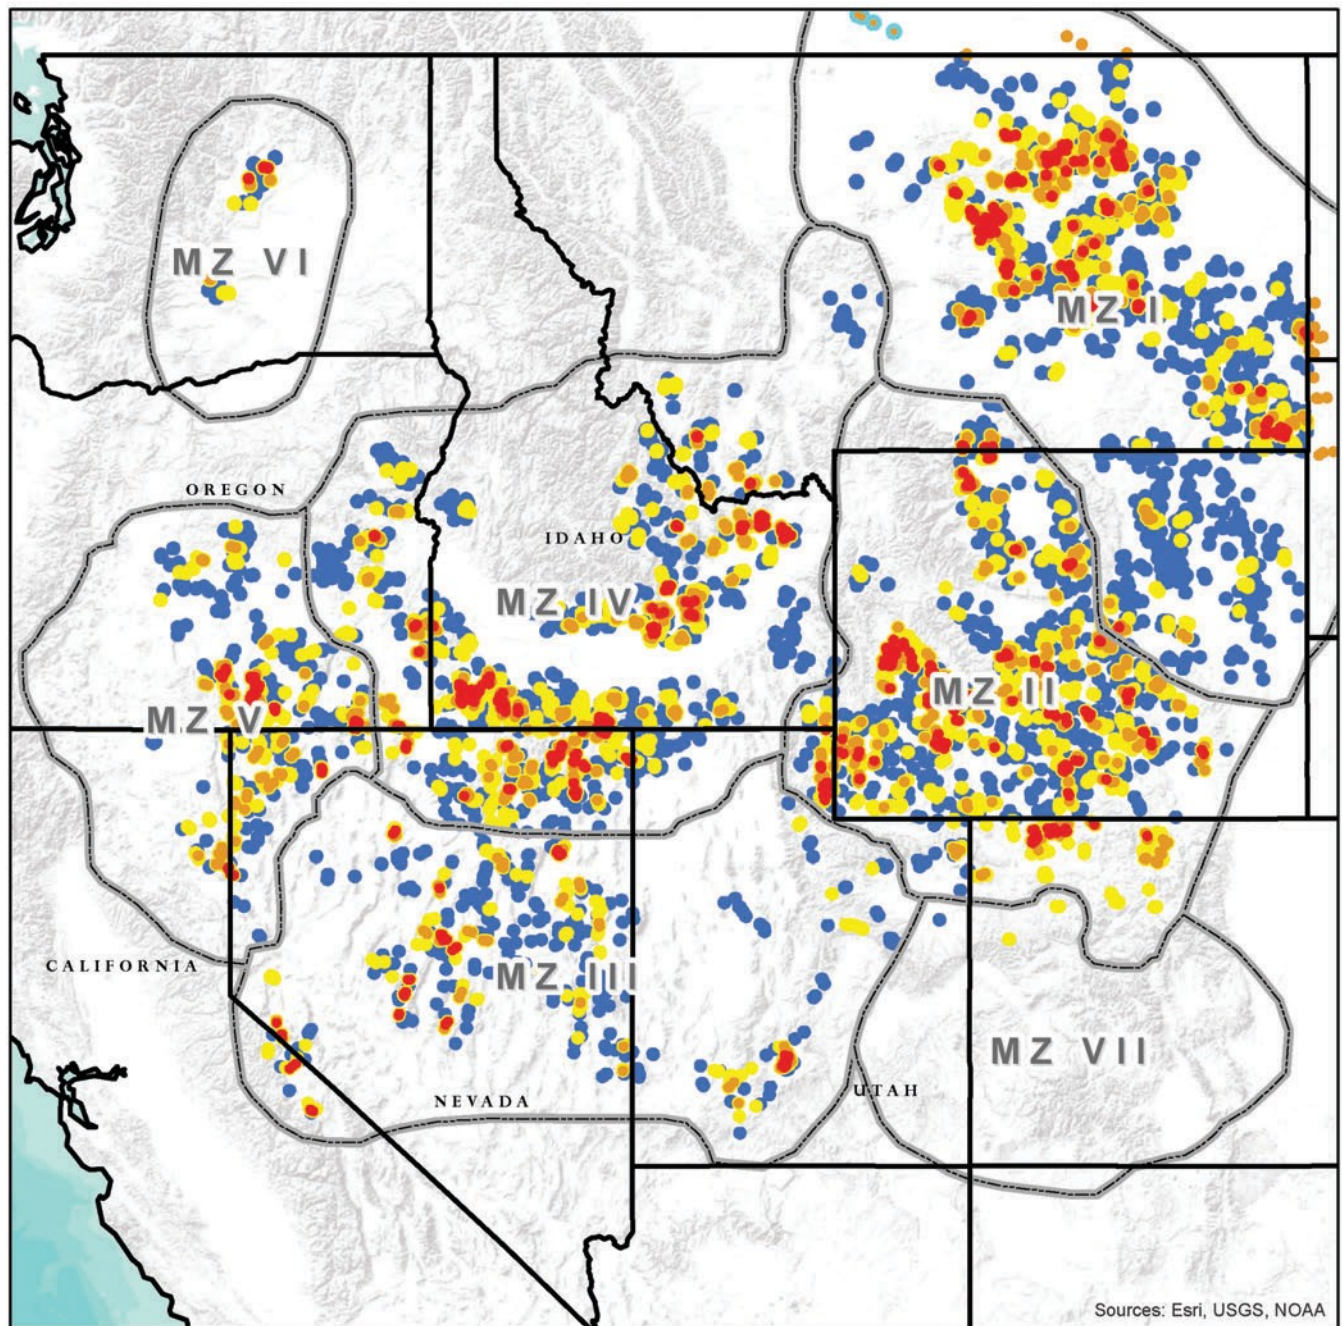 MZ VI
MZ I
OREGON
IDAHO
MZ IV
MZ II
MZ V
CALIFORNIA
MZ III
MZ VII
NEVADA
UTAH
Sources: Esri, USGS, NOAA